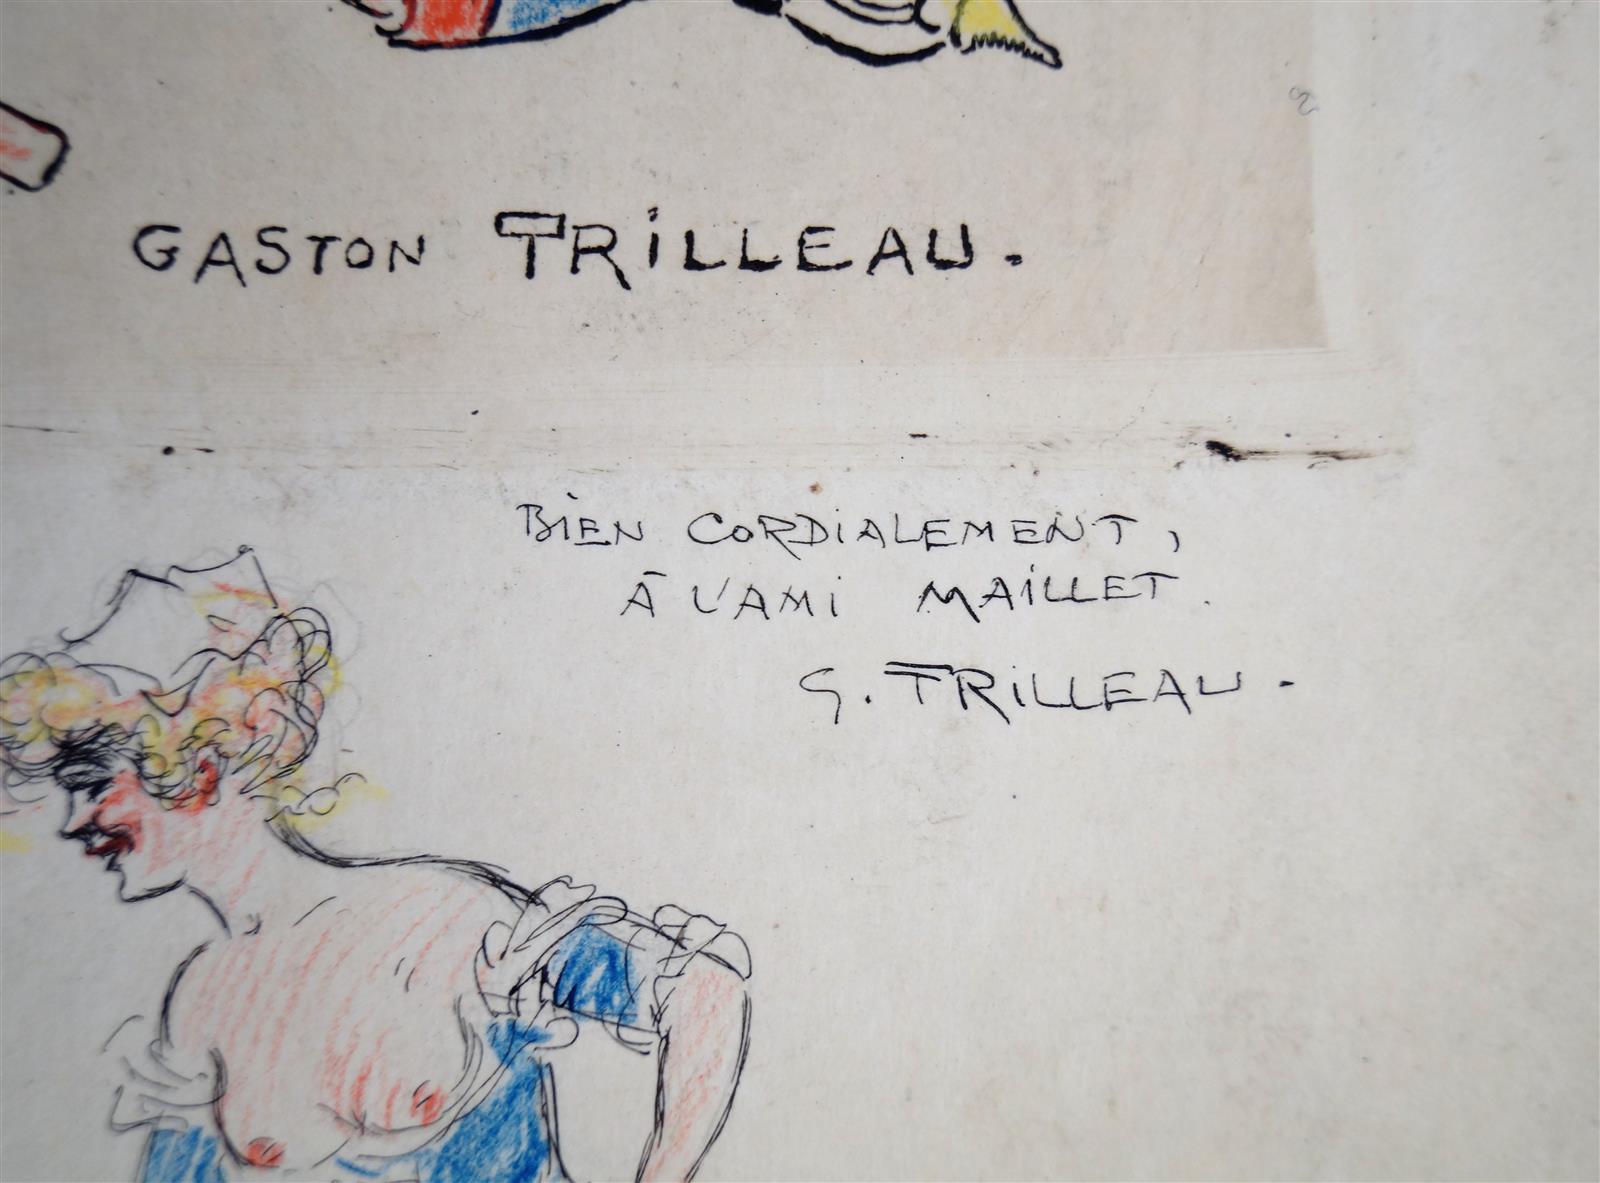 GASTON TRiLLEAU.
BiEN CORDiALEMENT,
À L'AMi MAiLLET.
G. TRiLLEAU.